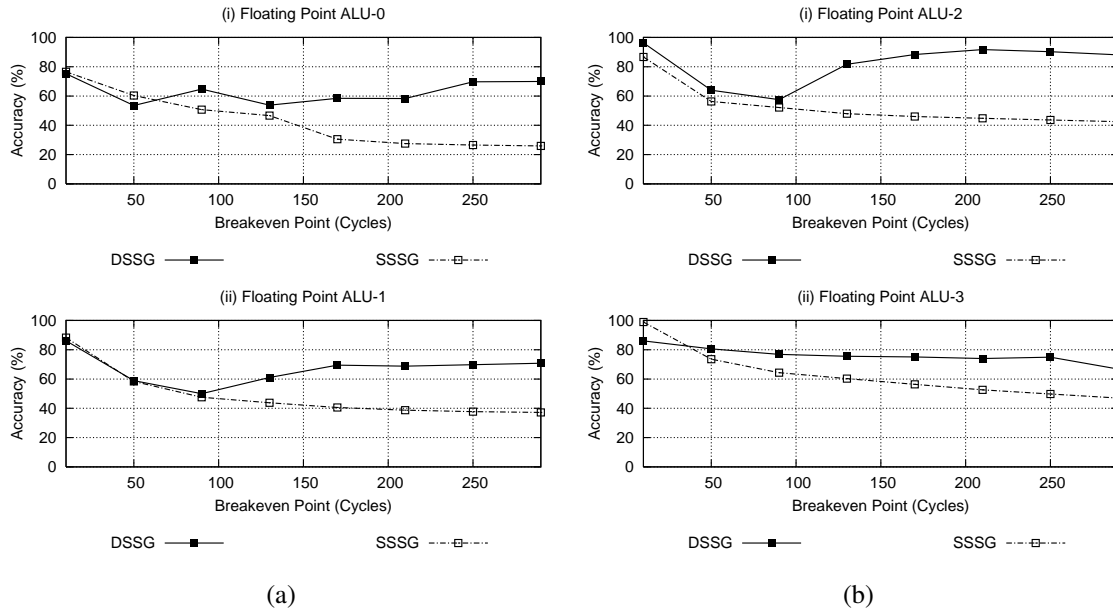 (i) Floating Point ALU-0
100
80
60
40
20
0
Accuracy (%)
50
100
150
200
250
Breakeven Point (Cycles)
DSSG
SSSG
(ii) Floating Point ALU-1
100
80
60
40
20
0
Accuracy (%)
50
100
150
200
250
Breakeven Point (Cycles)
DSSG
SSSG
(a)
(i) Floating Point ALU-2
100
80
60
40
20
0
Accuracy (%)
50
100
150
200
250
Breakeven Point (Cycles)
DSSG
SSSG
(ii) Floating Point ALU-3
100
80
60
40
20
0
Accuracy (%)
50
100
150
200
250
Breakeven Point (Cycles)
DSSG
SSSG
(b)